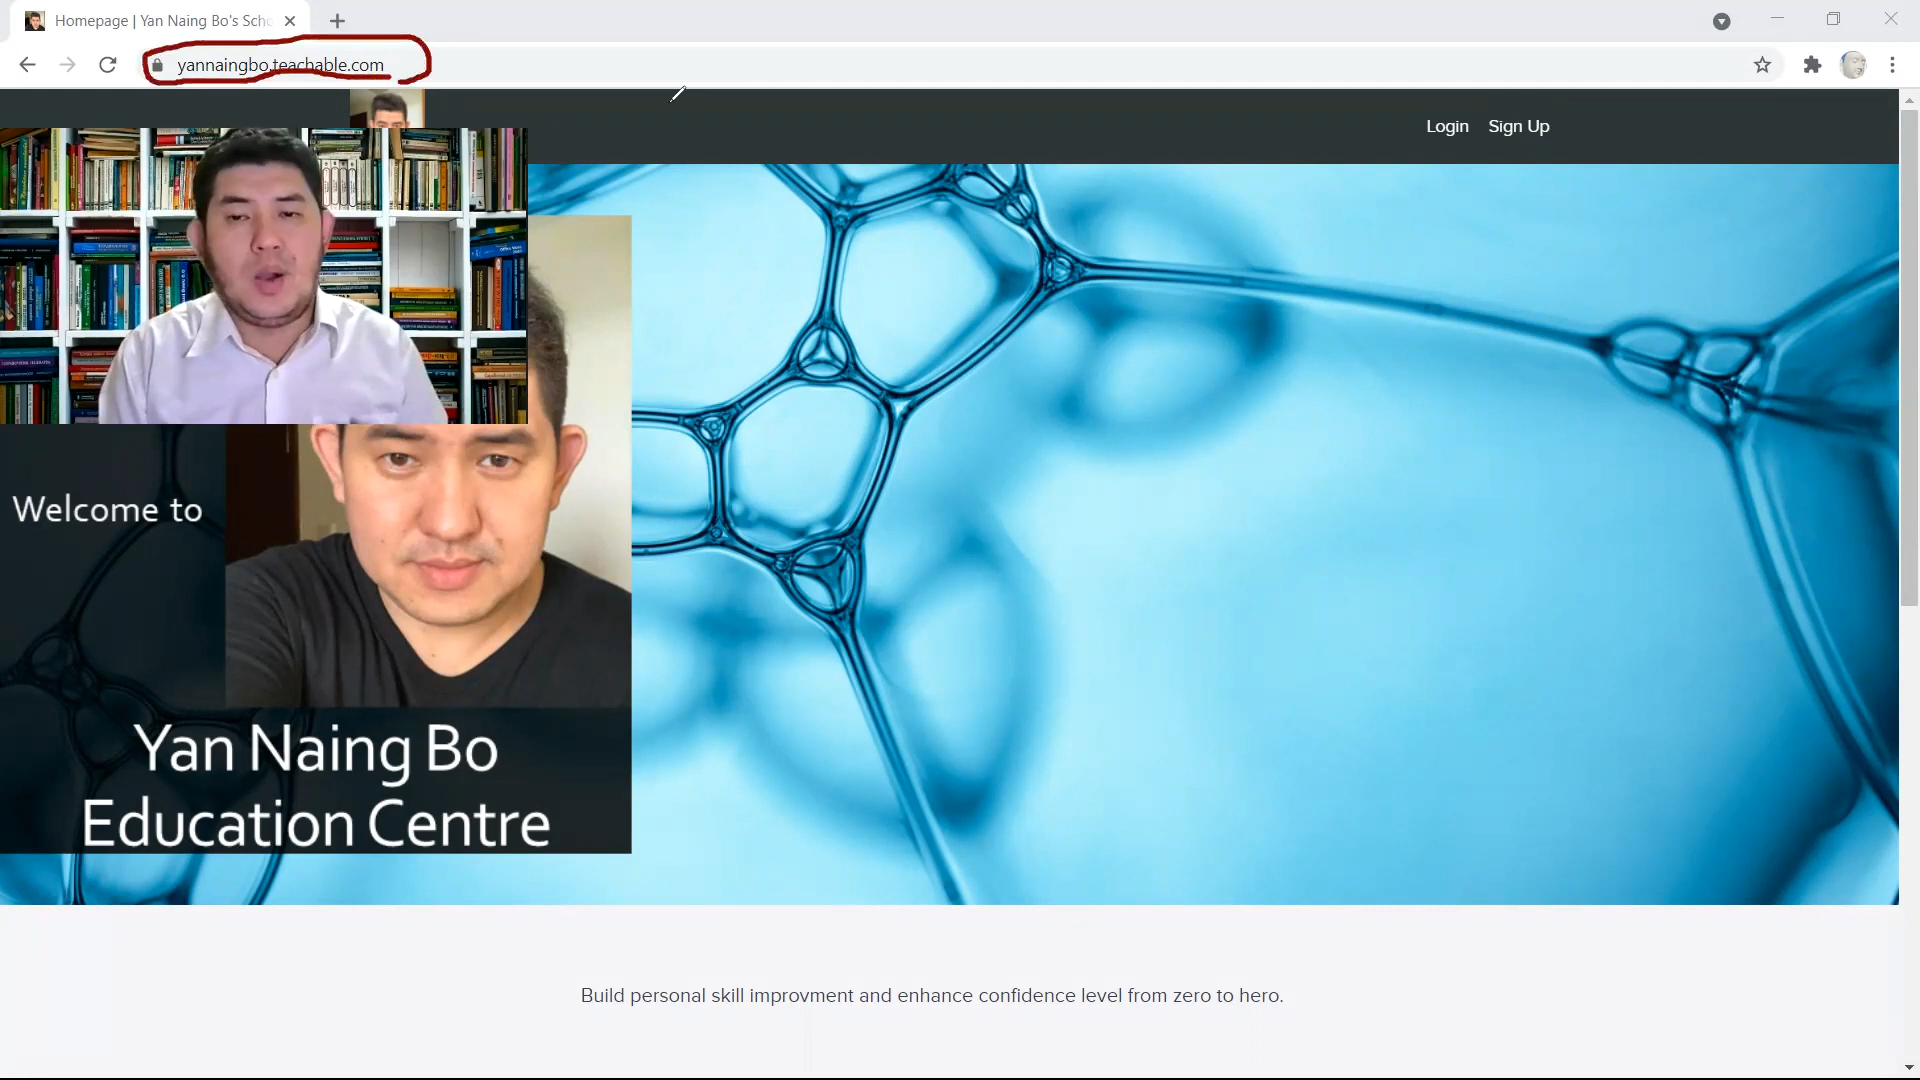 Homepage | Yan Naing Bo's Scho
yannaingbo.teachable.com
Login Sign Up
Welcome to
Yan Naing Bo
Education Centre
Build personal skill improvment and enhance confidence level from zero to hero.